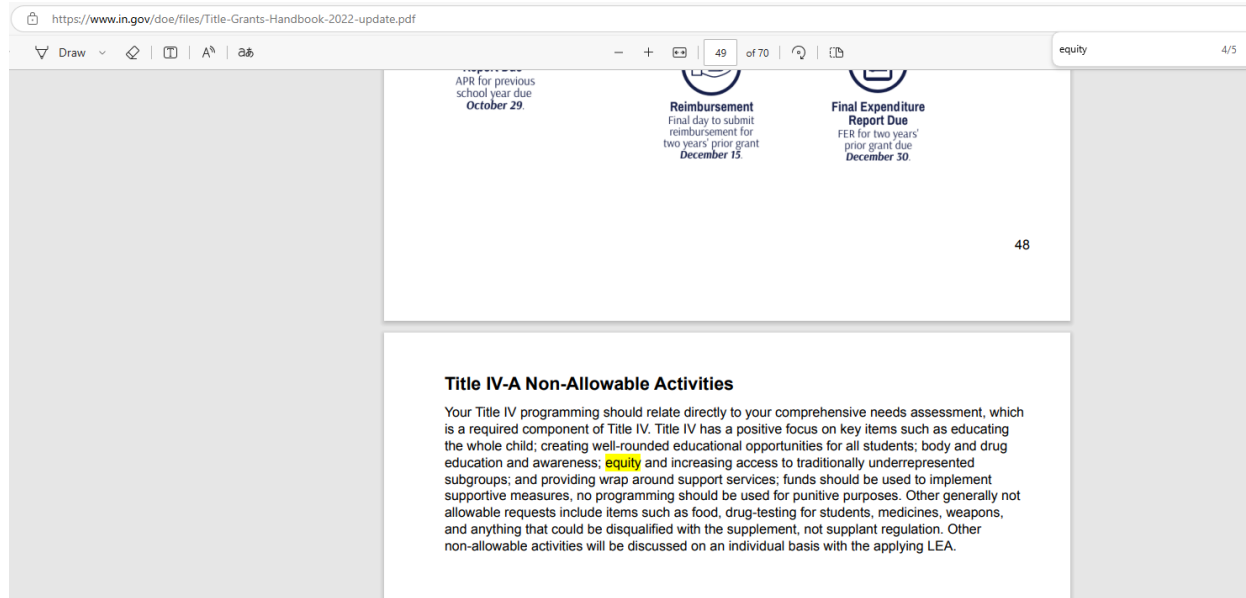 https://www.in.gov/doe/files/Title-Grants-Handbook-2022-update.pdf
Draw
49 of 70
equity 4/5
Report Due
APR for previous
school year due
October 29.
Reimbursement
Final day to submit
reimbursement for
two years' prior grant
December 15.
Final Expenditure
Report Due
FER for two years'
prior grant due
December 30.
48
Title IV-A Non-Allowable Activities
Your Title IV programming should relate directly to your comprehensive needs assessment, which
is a required component of Title IV. Title IV has a positive focus on key items such as educating
the whole child; creating well-rounded educational opportunities for all students; body and drug
education and awareness; equity and increasing access to traditionally underrepresented
subgroups; and providing wrap around support services; funds should be used to implement
supportive measures, no programming should be used for punitive purposes. Other generally not
allowable requests include items such as food, drug-testing for students, medicines, weapons,
and anything that could be disqualified with the supplement, not supplant regulation. Other
non-allowable activities will be discussed on an individual basis with the applying LEA.